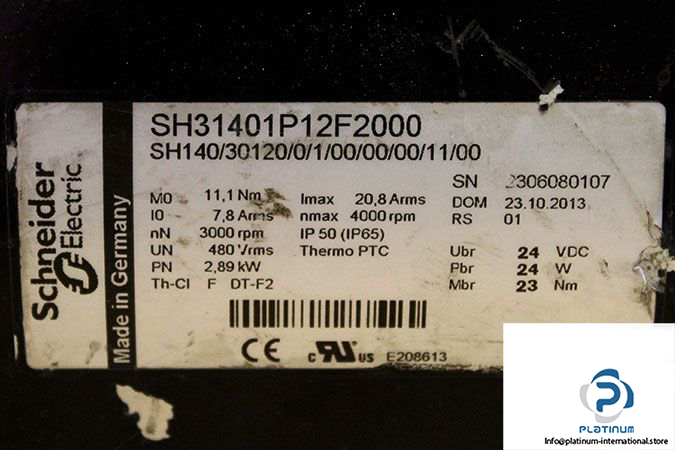 Schneider
Electric
Made in Germany
SH31401P12F2000
SH140/30120/0/1/00/00/00/11/00
SN 2306080107
M0 11,1 Nm Imax 20,8 Arms DOM 23.10.2013
I0 7,8 Arms nmax 4000 rpm RS 01
nN 3000 rpm IP 50 (IP65)
UN 480 Vrms Thermo PTC Ubr 24 VDC
PN 2,89 kW Pbr 24 W
Th-Cl F DT-F2 Mbr 23 Nm
CE c RU US E208613
PLATINUM
Info@platinum-international.store